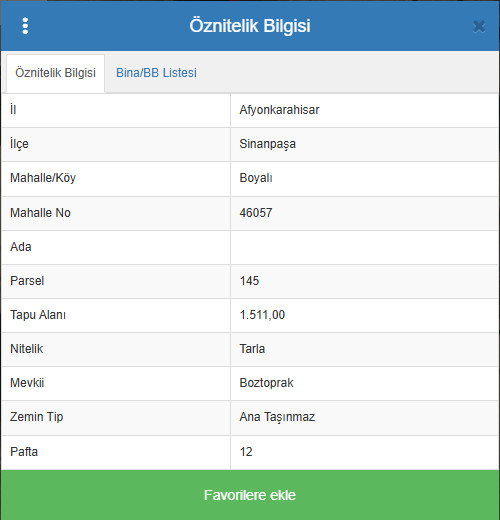 Öznitelik Bilgisi
Öznitelik Bilgisi Bina/BB Listesi
İl Afyonkarahisar
İlçe Sinanpaşa
Mahalle/Köy Boyalı
Mahalle No 46057
Ada
Parsel 145
Tapu Alanı 1.511,00
Nitelik Tarla
Mevkii Boztoprak
Zemin Tip Ana Taşınmaz
Pafta 12
Favorilere ekle